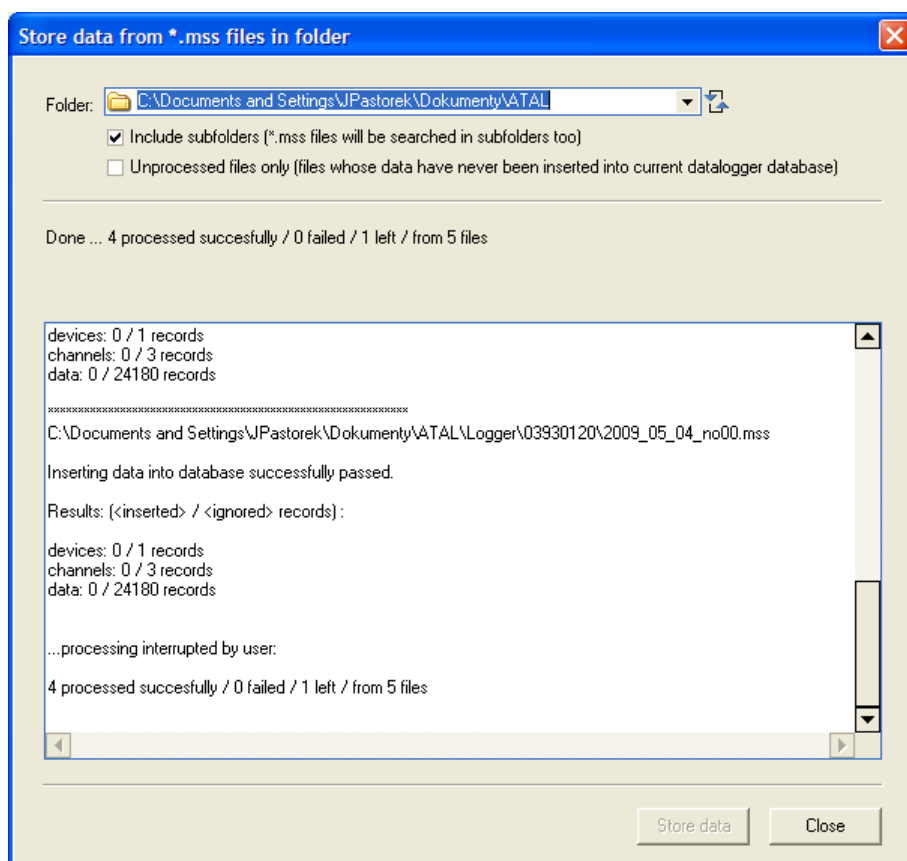 Store data from *.mss files in folder
Folder: C:\Documents and Settings\JPastorek\Dokumenty\ATAL
Include subfolders (*.mss files will be searched in subfolders too)
Unprocessed files only (files whose data have never been inserted into current datalogger database)
Done ... 4 processed succesfully / 0 failed / 1 left / from 5 files
devices: 0 / 1 records
channels: 0 / 3 records
data: 0 / 24180 records
************************************************************
C:\Documents and Settings\JPastorek\Dokumenty\ATAL\Logger\03930120\2009_05_04_no00.mss
Inserting data into database successfully passed.
Results: (<inserted> / <ignored> records) :
devices: 0 / 1 records
channels: 0 / 3 records
data: 0 / 24180 records
...processing interrupted by user:
4 processed succesfully / 0 failed / 1 left / from 5 files
Store data Close